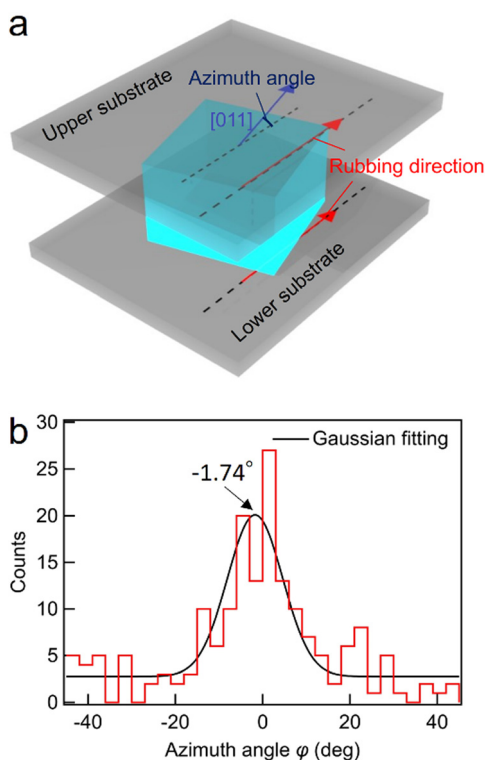 a
Upper substrate
Azimuth angle
[011]
Rubbing direction
Lower substrate
b
30
25
20
15
10
5
0
Counts
Gaussian fitting
-1.74°
-40
-20
0
20
40
Azimuth angle φ (deg)